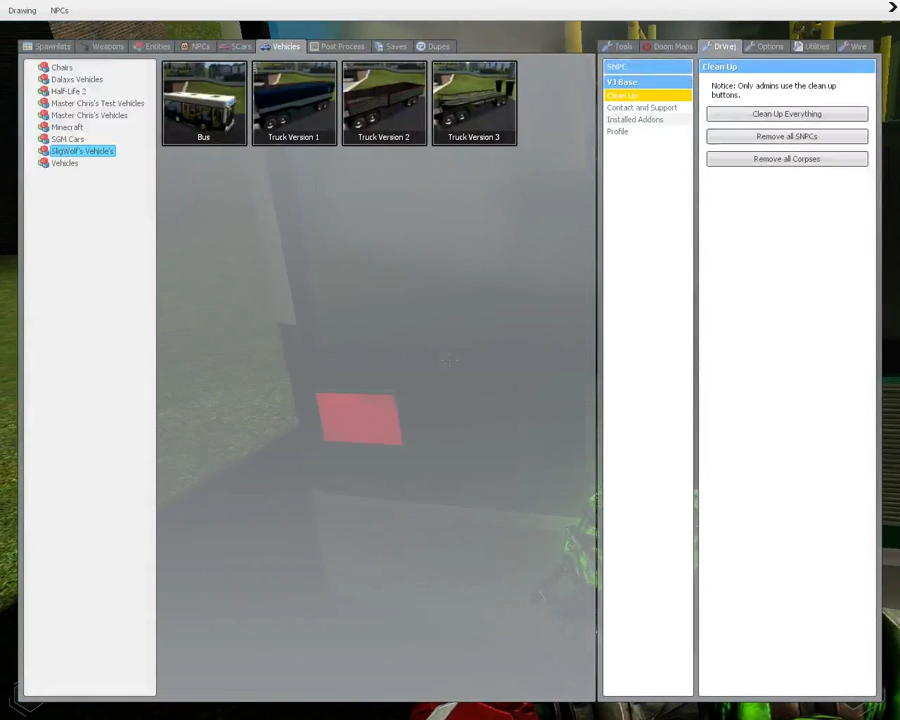 Drawing NPCs
Spawnlists Weapons Entities NPCs SCars Vehicles Post Process Saves Dupes
Tools Doom Maps DrVrej Options Utilities Wire
Chairs
Dalaxs Vehicles
Half-Life 2
Master Chris's Test Vehicles
Master Chris's Vehicles
Minecraft
SGM Cars
SligWolf's Vehicle's
Vehicles
Bus
Truck Version 1
Truck Version 2
Truck Version 3
SNPC
VJ Base
Clean Up
Contact and Support
Installed Addons
Profile
Clean Up
Notice: Only admins use the clean up
buttons.
Clean Up Everything
Remove all SNPCs
Remove all Corpses